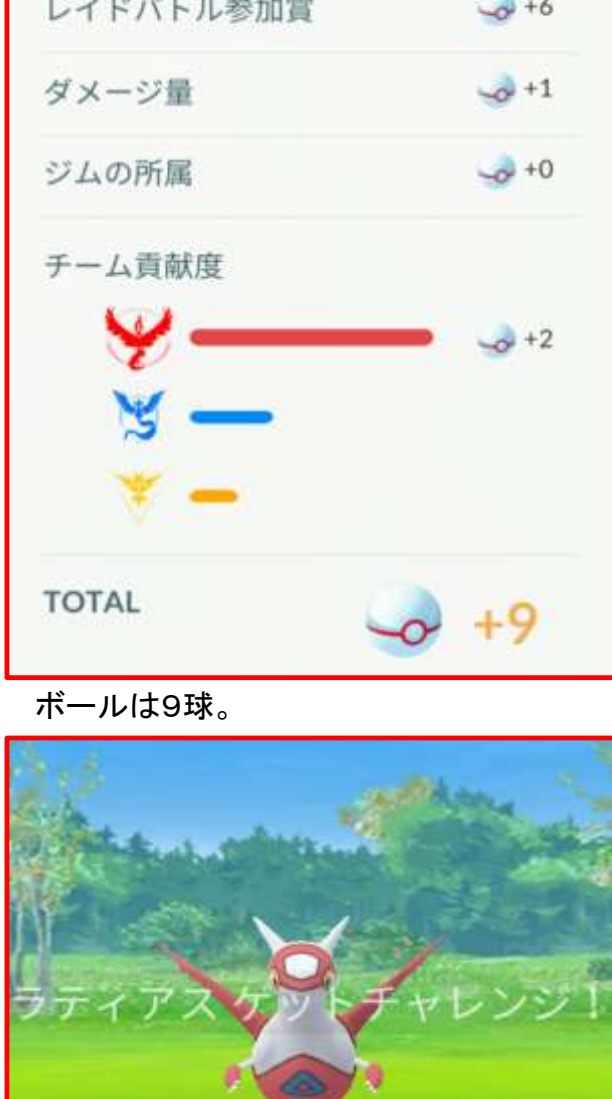 レイドバトル参加賞 +6
ダメージ量 +1
ジムの所属 +0
チーム貢献度
+2
TOTAL +9
ボールは9球。
ラティアス ゲットチャレンジ！